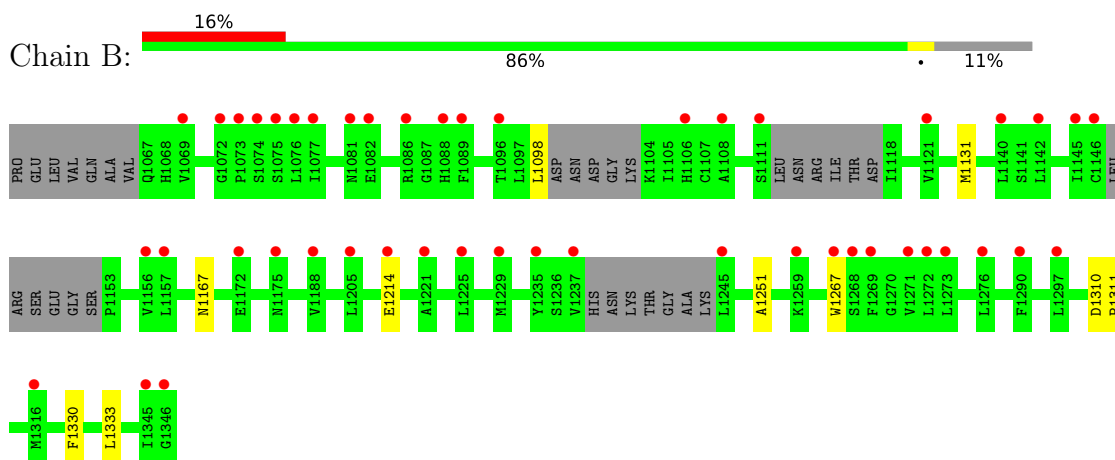 16%
Chain B:
86% • 11%
PRO GLU LEU VAL GLN ALA VAL Q1067 H1068 V1069 G1072 P1073 S1074 S1075 L1076 I1077 N1081 E1082 R1086 G1087 H1088 F1089 T1096 L1097 L1098 ASP ASN ASP GLY LYS K1104 I1105 H1106 C1107 A1108 S1111 LEU ASN ARG ILE THR ASP I1118 V1121 M1131 L1140 S1141 L1142 I1145 C1146 LEU
ARG SER GLU GLY SER P1153 V1156 L1157 N1167 E1172 N1175 V1188 L1205 E1214 A1221 L1225 M1229 Y1235 S1236 V1237 HIS ASN LYS THR GLY ALA LYS L1245 A1251 K1259 W1267 S1268 F1269 G1270 V1271 L1272 L1273 L1276 F1290 L1297 D1310 R1311
M1316 F1330 L1333 I1345 G1346